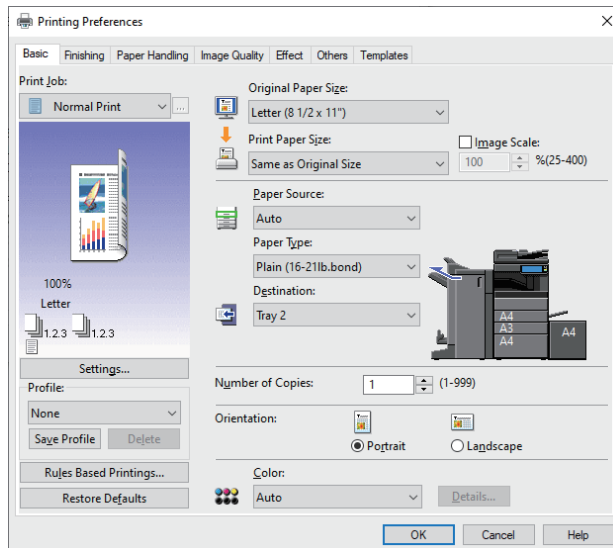 Printing Preferences
Basic Finishing Paper Handling Image Quality Effect Others Templates
Print Job:
Normal Print ...
100%
Letter
1.2.3 1.2.3
Settings...
Profile:
None
Save Profile Delete
Rules Based Printings...
Restore Defaults
Original Paper Size:
Letter (8 1/2 x 11")
Print Paper Size:
Same as Original Size
Image Scale:
100 %(25-400)
Paper Source:
Auto
Paper Type:
Plain (16-21lb.bond)
Destination:
Tray 2
A4
A3
A4
A4
Number of Copies: 1 (1-999)
Orientation:
Portrait Landscape
Color:
Auto Details...
OK Cancel Help